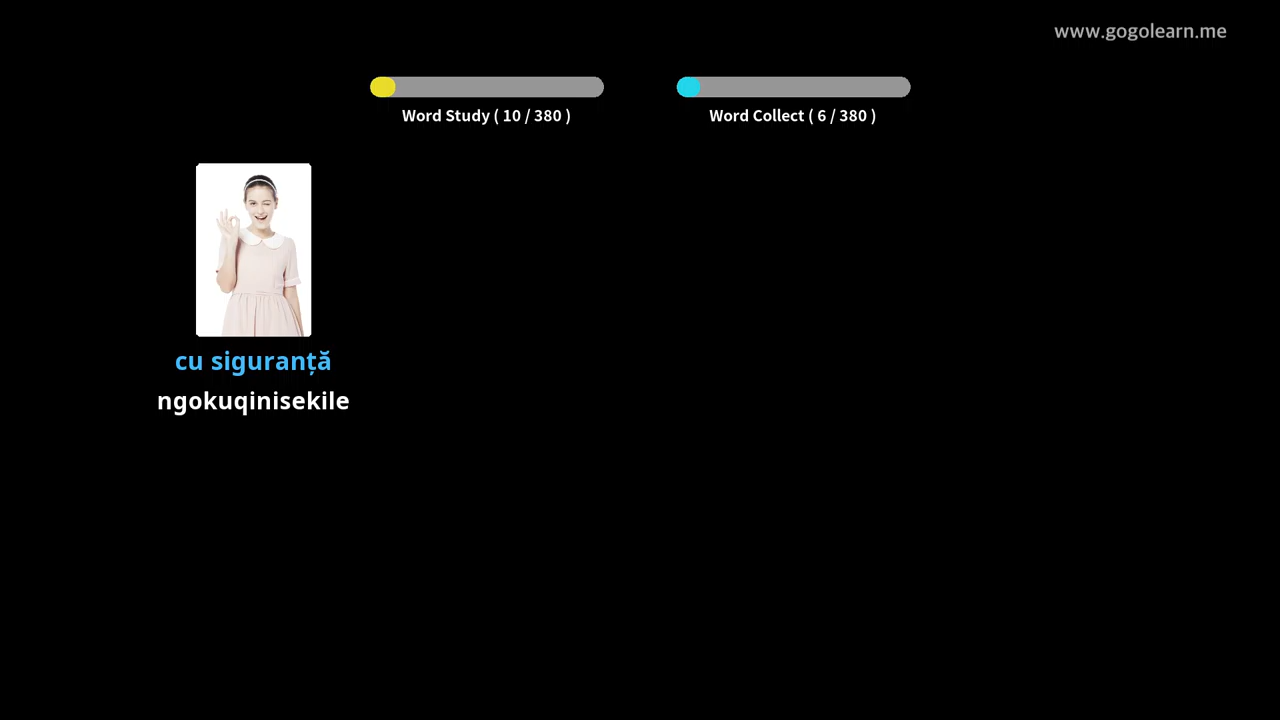 www.gogolearn.me
Word Study ( 10 / 380 )
Word Collect ( 6 / 380 )
cu siguranță
ngokuqinisekile